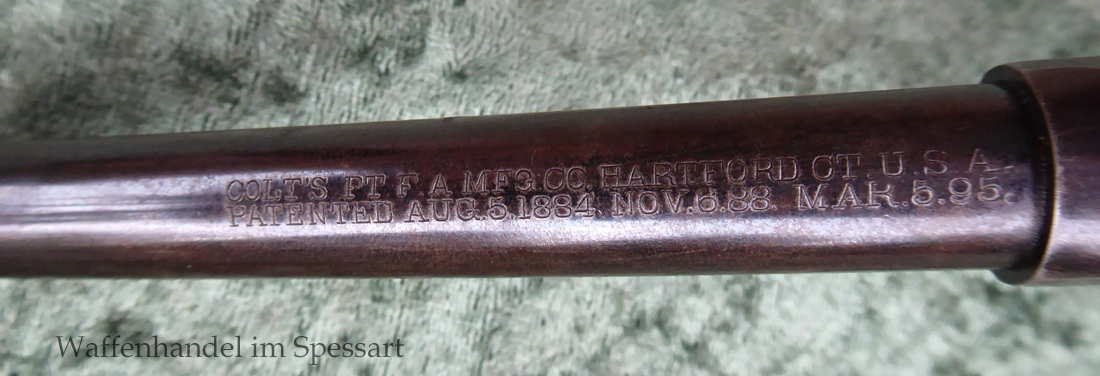 COLT'S PT. F. A. MFG. CO. HARTFORD CT. U.S.A.
PATENTED AUG. 5. 1884. NOV. 6. 88. MAR. 5. 95.
Waffenhandel im Spessart